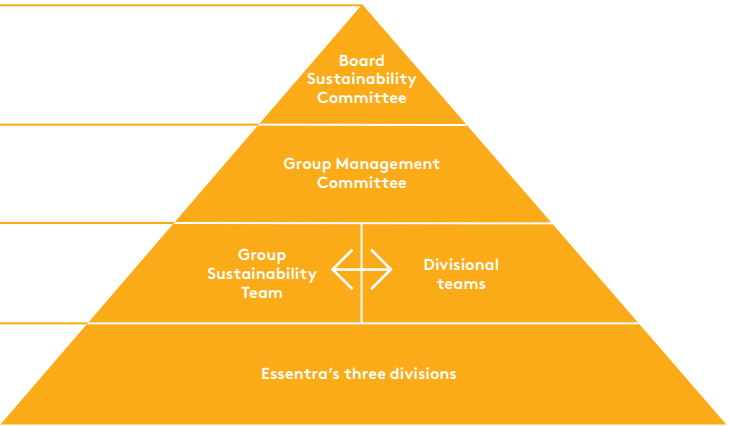 Board
Sustainability
Committee
Group Management
Committee
Group
Sustainability
Team
Divisional
teams
Essentra’s three divisions